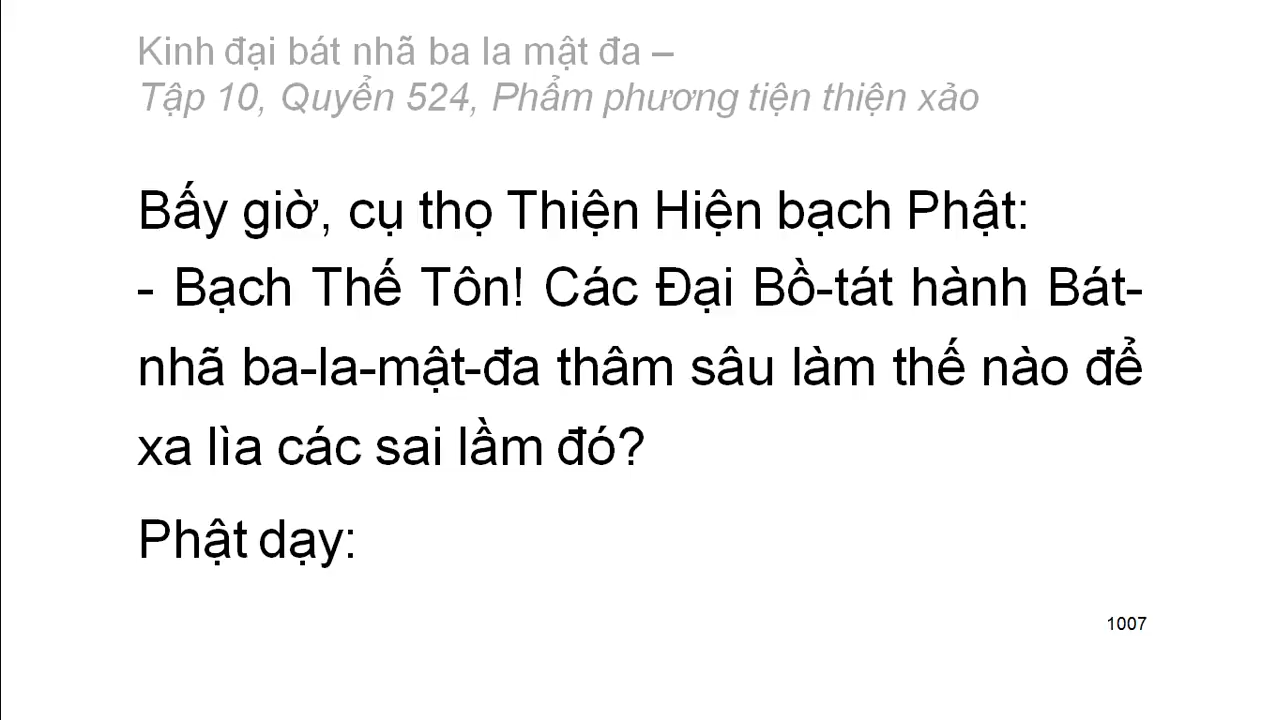 Kinh đại bát nhã ba la mật đa –
Tập 10, Quyển 524, Phẩm phương tiện thiện xảo
Bấy giờ, cụ thọ Thiện Hiện bạch Phật:
- Bạch Thế Tôn! Các Đại Bồ-tát hành Bát-
nhã ba-la-mật-đa thâm sâu làm thế nào để
xa lìa các sai lầm đó?
Phật dạy:
1007